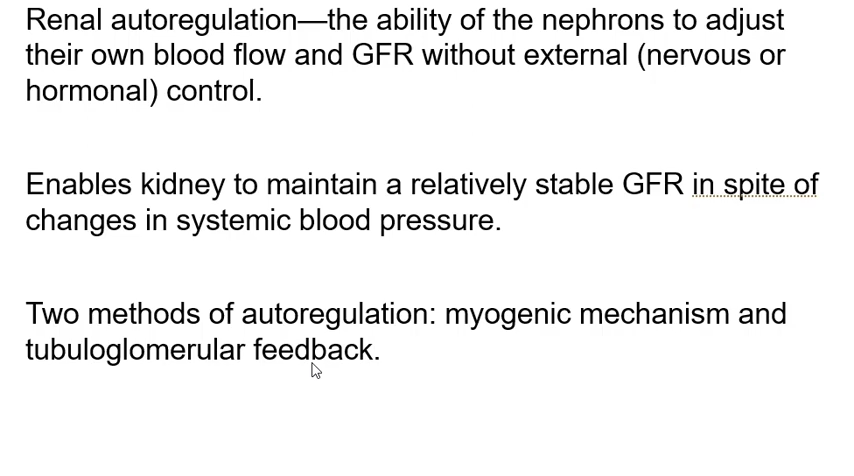 Renal autoregulation—the ability of the nephrons to adjust
their own blood flow and GFR without external (nervous or
hormonal) control.
Enables kidney to maintain a relatively stable GFR in spite of
changes in systemic blood pressure.
Two methods of autoregulation: myogenic mechanism and
tubuloglomerular feedback.